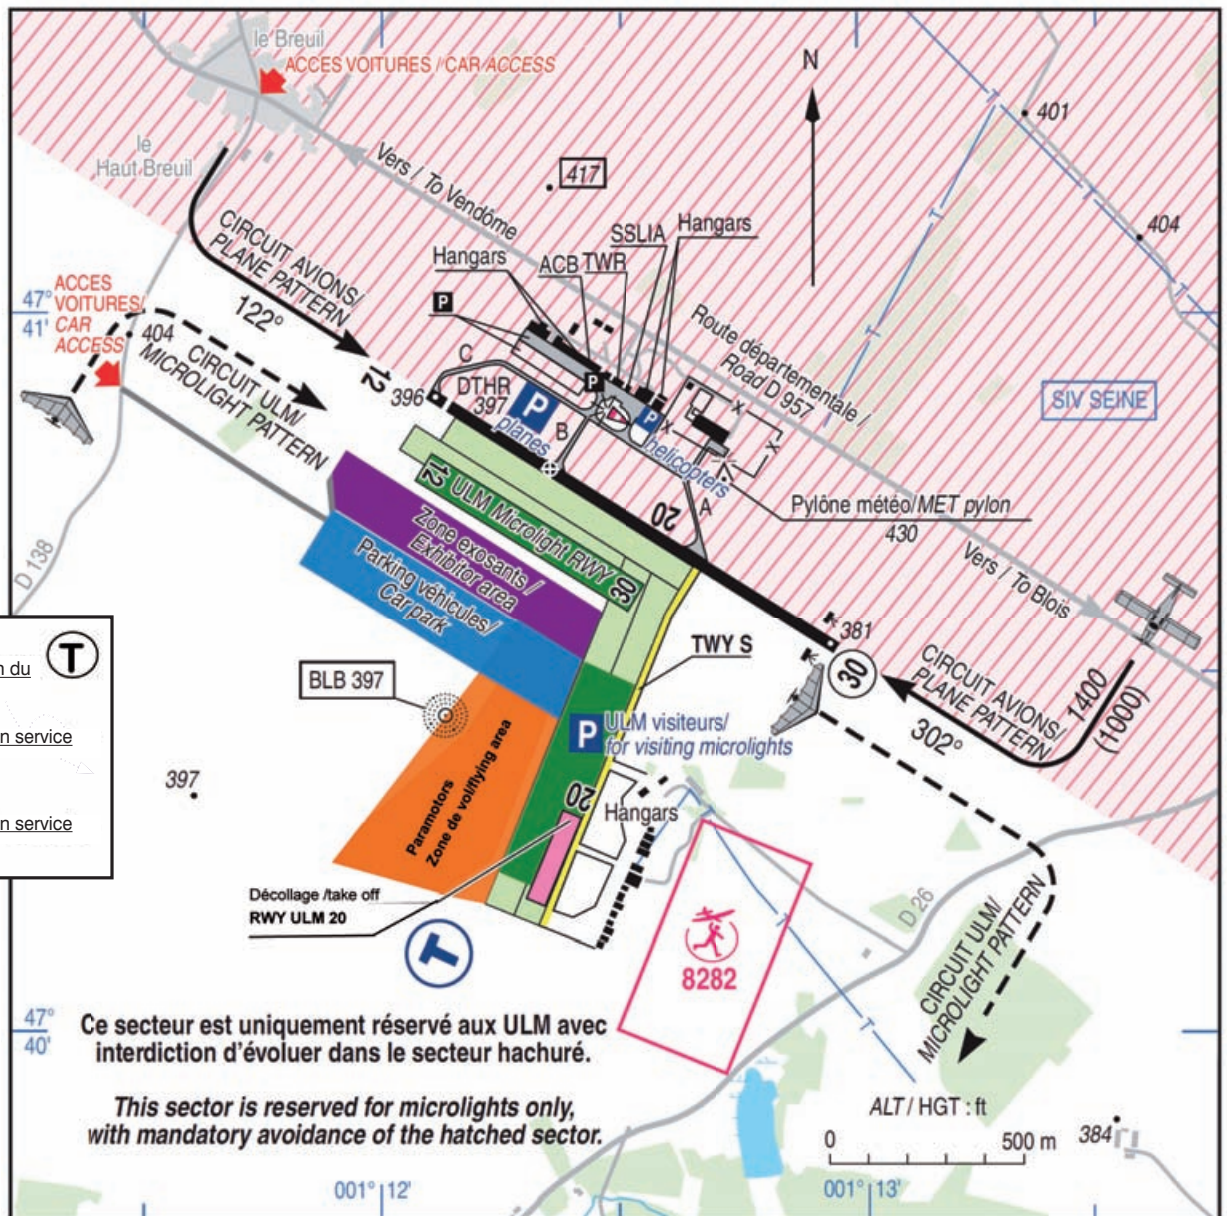 le Breuil
ACCES VOITURES / CAR ACCESS
N
401
le
Haut Breuil
Vers / To Vendôme
417
404
CIRCUIT AVIONS/
PLANE PATTERN
122°
SSLIA
Hangars
Hangars
ACB
TWR
P
47°
41'
ACCES
VOITURES/
CAR
ACCESS
404
CIRCUIT ULM/
MICROLIGHT PATTERN
Route départementale /
Road D 957
SIV SEINE
12
396
C
DTHR
397
P
planes
B
P
P
helicopters
A
20
Pylône météo/MET pylon
430
Vers / To Blois
12 ULM Microlight RWY 30
Zone exosants /
Exhibitor area
Parking véhicules/
Car park
D 138
381
30
CIRCUIT AVIONS/
PLANE PATTERN
302°
1400
(1000)
n du
T
n service
n service
TWY S
BLB 397
397
P
ULM visiteurs/
for visiting microlights
Paramotors
Zone de vol/flying area
20
Hangars
Décollage /take off
RWY ULM 20
T
8282
D 26
CIRCUIT ULM/
MICROLIGHT PATTERN
T
T
T
T
T
T
47°
40'
Ce secteur est uniquement réservé aux ULM avec
interdiction d'évoluer dans le secteur hachuré.
This sector is reserved for microlights only,
with mandatory avoidance of the hatched sector.
ALT / HGT : ft
0 500 m
384
001° 12'
001° 13'